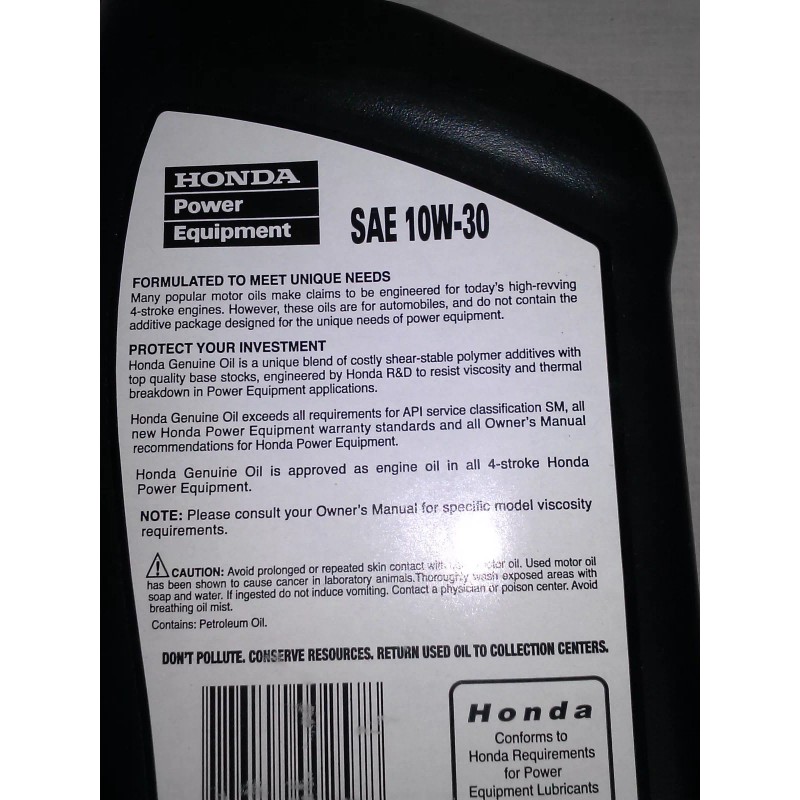 HONDA
Power
Equipment
SAE 10W-30
FORMULATED TO MEET UNIQUE NEEDS
Many popular motor oils make claims to be engineered for today's high-revving
4-stroke engines. However, these oils are for automobiles, and do not contain the
additive package designed for the unique needs of power equipment.
PROTECT YOUR INVESTMENT
Honda Genuine Oil is a unique blend of costly shear-stable polymer additives with
top quality base stocks, engineered by Honda R&D to resist viscosity and thermal
breakdown in Power Equipment applications.
Honda Genuine Oil exceeds all requirements for API service classification SM, all
new Honda Power Equipment warranty standards and all Owner's Manual
recommendations for Honda Power Equipment.
Honda Genuine Oil is approved as engine oil in all 4-stroke Honda
Power Equipment.
NOTE: Please consult your Owner's Manual for specific model viscosity
requirements.
CAUTION: Avoid prolonged or repeated skin contact with motor oil. Used motor oil
has been shown to cause cancer in laboratory animals.Thoroughly wash exposed areas with
soap and water. If ingested do not induce vomiting. Contact a physician or poison center. Avoid
breathing oil mist.
Contains: Petroleum Oil.
DON'T POLLUTE. CONSERVE RESOURCES. RETURN USED OIL TO COLLECTION CENTERS.
Honda
Conforms to
Honda Requirements
for Power
Equipment Lubricants